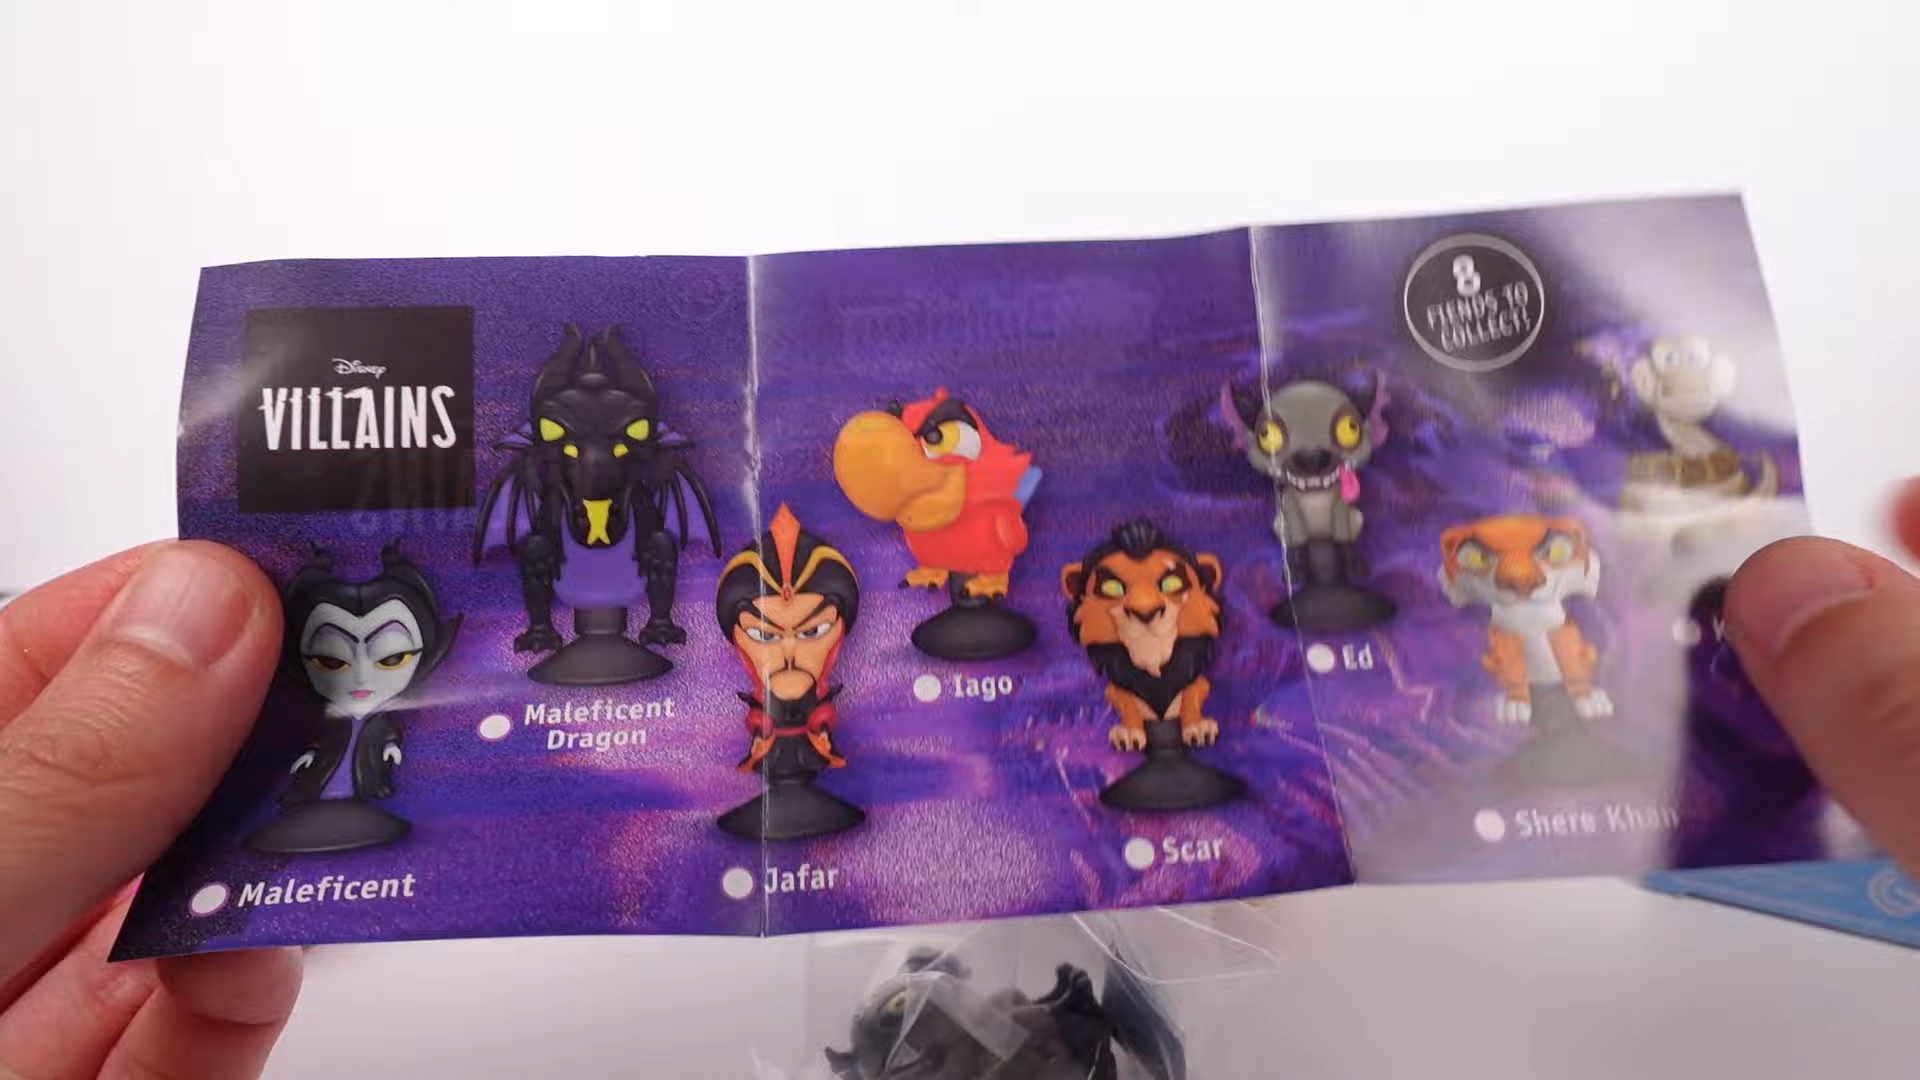 Disney
VILLAINS
8
FIENDS TO
COLLECT!
Maleficent
Maleficent
Dragon
Jafar
Iago
Scar
Ed
Shere Khan